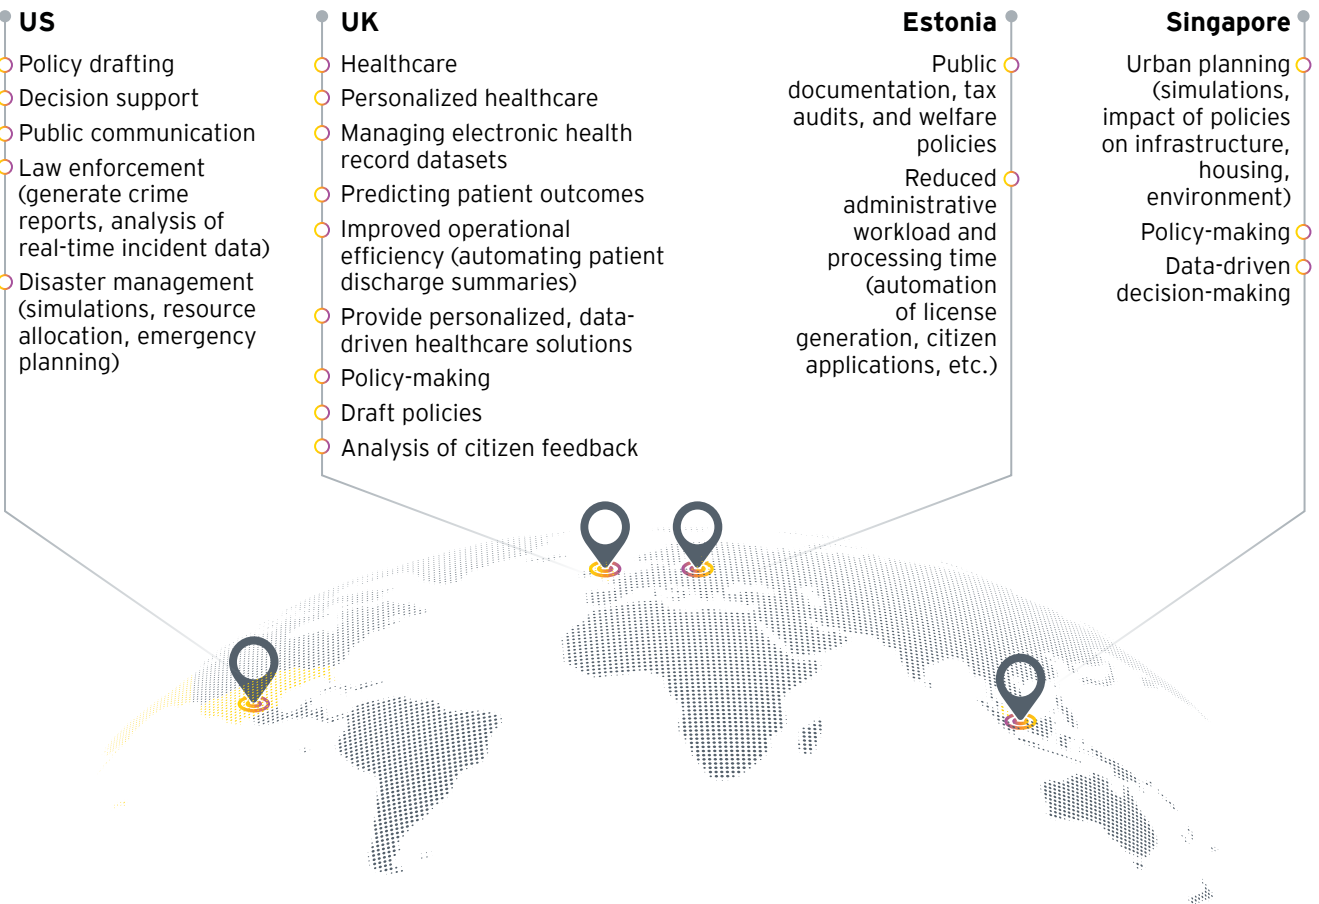 US
Policy drafting
Decision support
Public communication
Law enforcement
(generate crime
reports, analysis of
real-time incident data)
Disaster management
(simulations, resource
allocation, emergency
planning)
UK
Healthcare
Personalized healthcare
Managing electronic health
record datasets
Predicting patient outcomes
Improved operational
efficiency (automating patient
discharge summaries)
Provide personalized, data-
driven healthcare solutions
Policy-making
Draft policies
Analysis of citizen feedback
Estonia
Public
documentation, tax
audits, and welfare
policies
Reduced
administrative
workload and
processing time
(automation
of license
generation, citizen
applications, etc.)
Singapore
Urban planning
(simulations,
impact of policies
on infrastructure,
housing,
environment)
Policy-making
Data-driven
decision-making